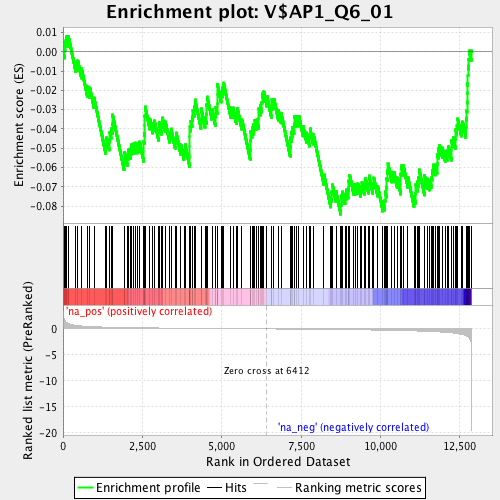 Enrichment plot: V$AP1_Q6_01
Enrichment score (ES)
0.01
0.00
-0.01
-0.02
-0.03
-0.04
-0.05
-0.06
-0.07
-0.08
'na_pos' (positively correlated)
Ranked list metric (PreRanked)
0
-5
-10
-15
-20
Zero cross at 6412
'na_neg' (negatively correlated)
0
2,500
5,000
7,500
10,000
12,500
Rank in Ordered Dataset
Enrichment profile
Hits
Ranking metric scores